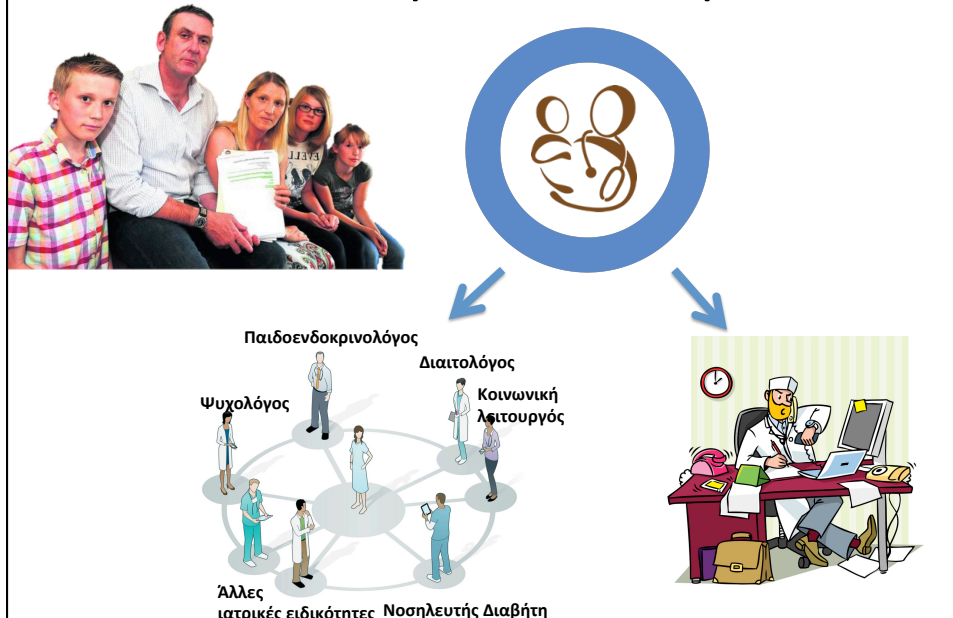 Παιδοενδοκρινολόγος
Διαιτολόγος
Κοινωνική
λειτουργός
Ψυχολόγος
Άλλες
ιατρικές ειδικότητες
Νοσηλευτής Διαβήτη